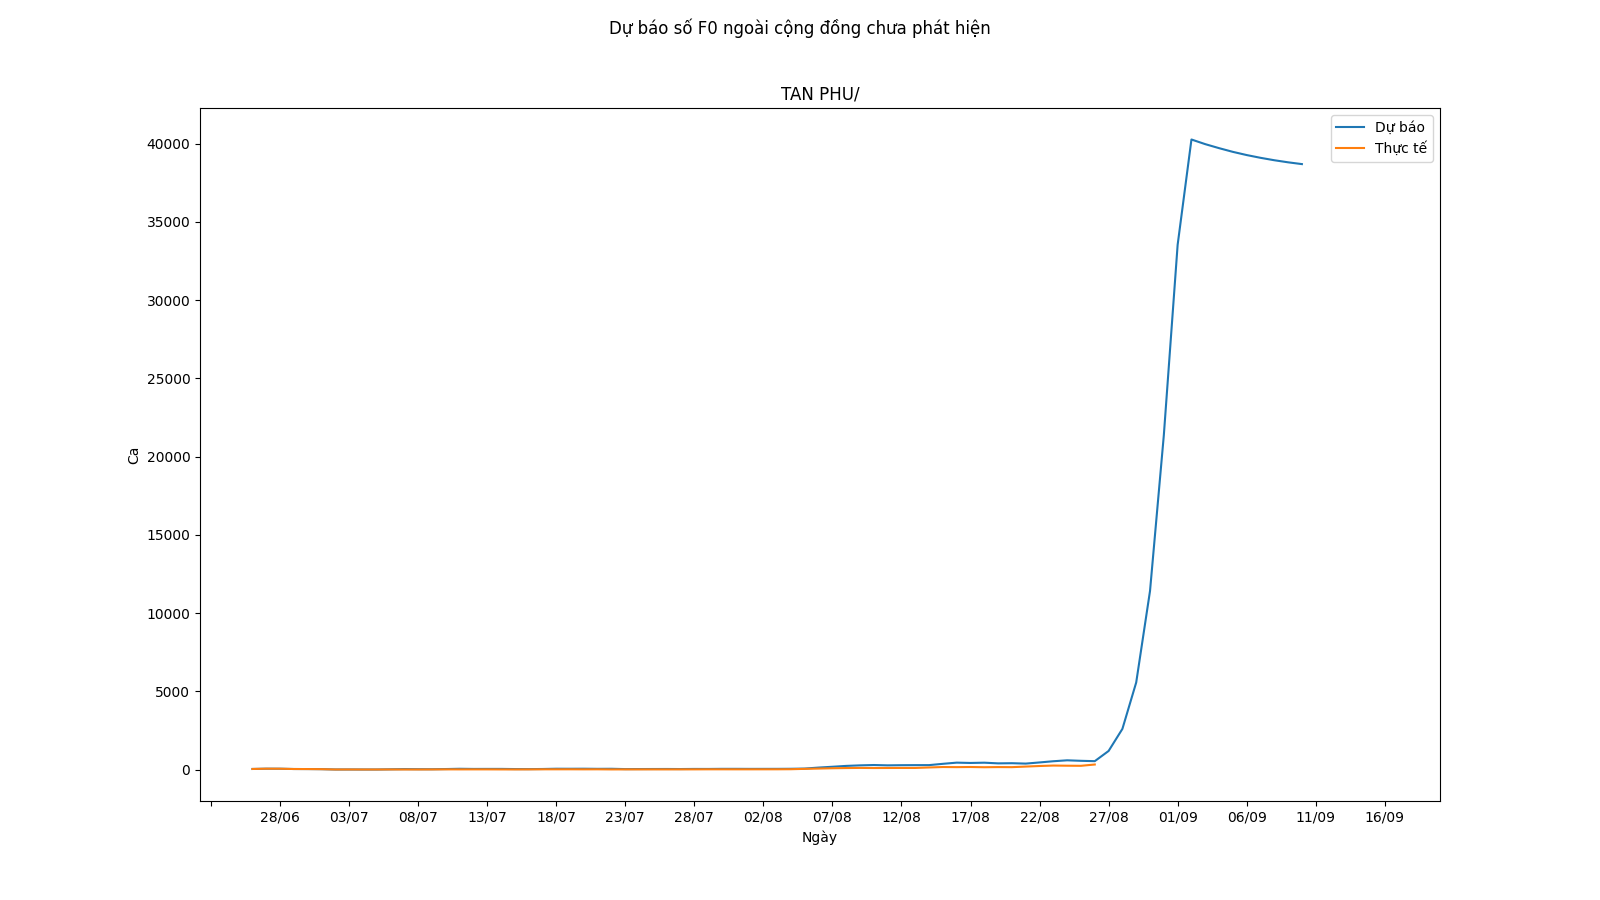 Dự báo số F0 ngoài cộng đồng chưa phát hiện
TAN PHU/
Dự báo
Thực tế
40000
35000
30000
25000
20000
15000
10000
5000
0
Ca
28/06 03/07 08/07 13/07 18/07 23/07 28/07 02/08 07/08 12/08 17/08 22/08 27/08 01/09 06/09 11/09 16/09
Ngày